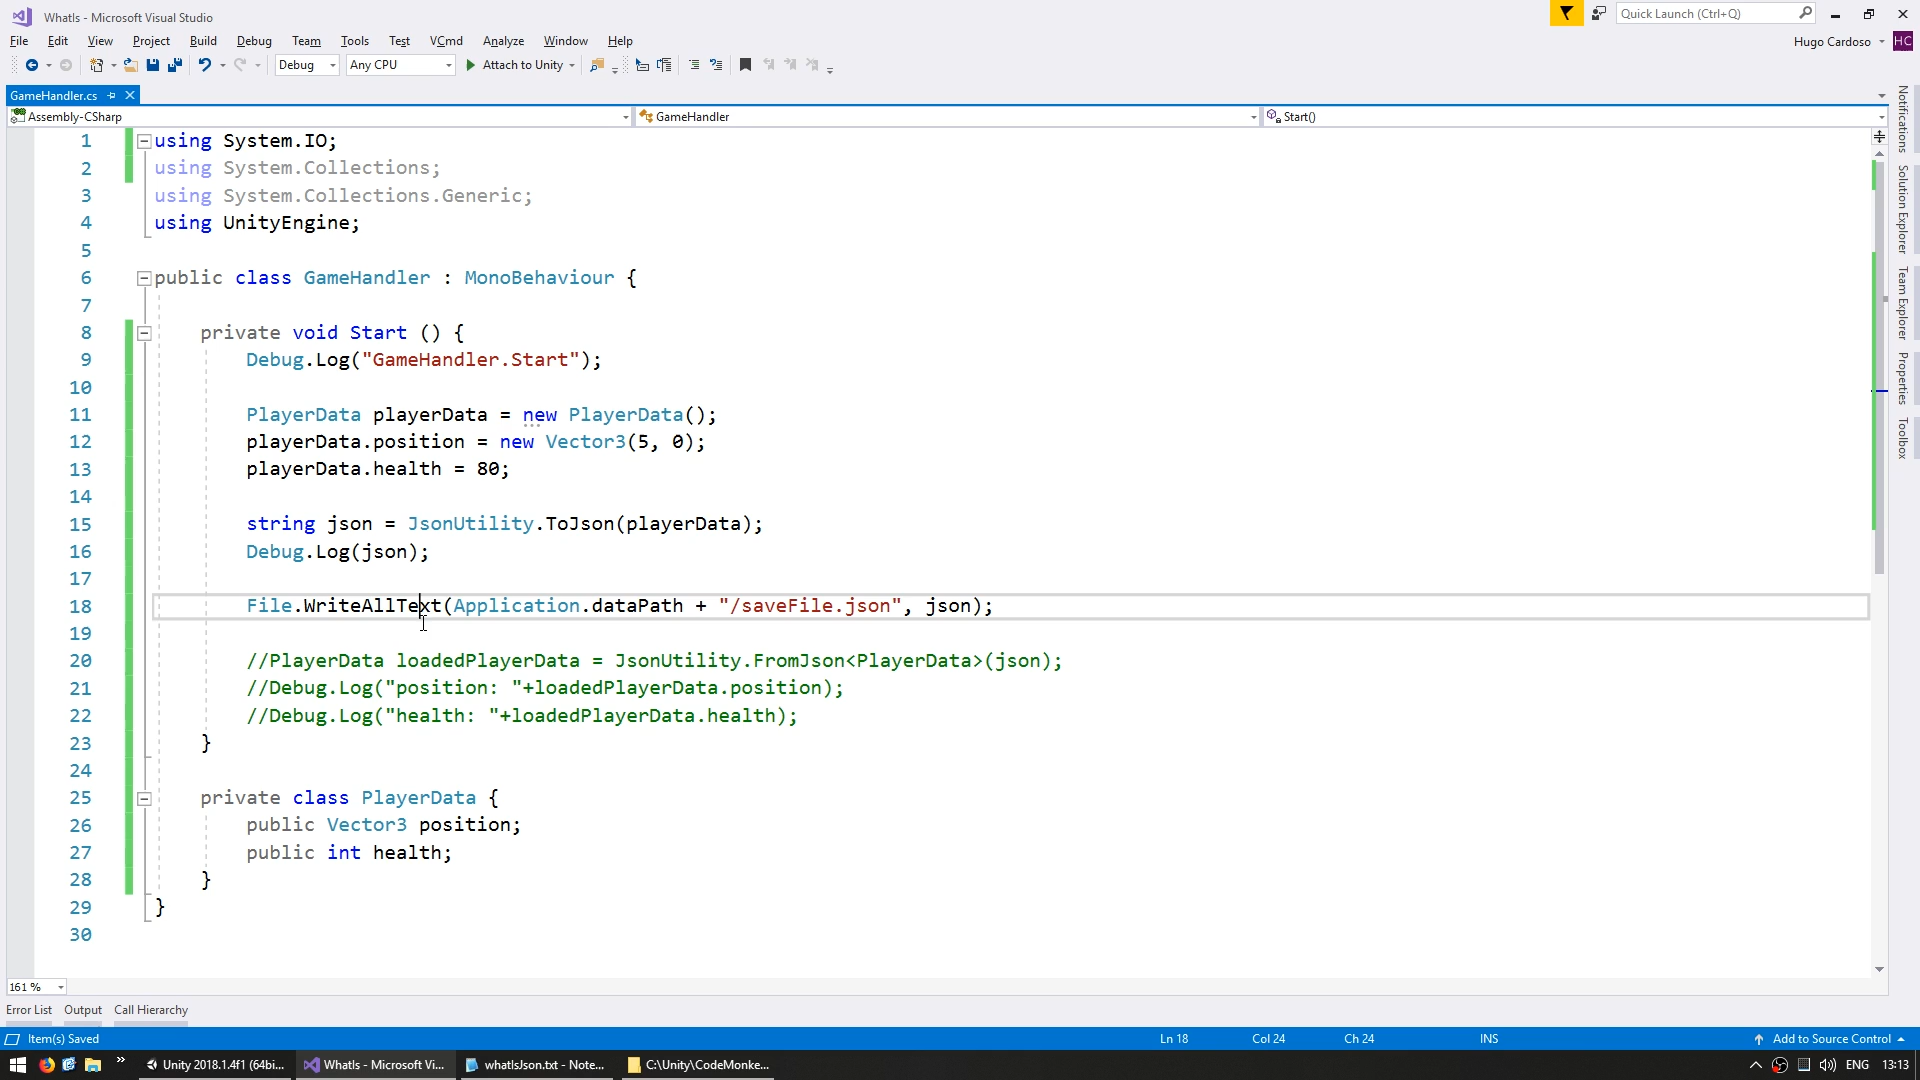 WhatIs - Microsoft Visual Studio
Quick Launch (Ctrl+Q)
File Edit View Project Build Debug Team Tools Test VCmd Analyze Window Help
Hugo Cardoso HC
Debug Any CPU Attach to Unity
GameHandler.cs
Assembly-CSharp GameHandler Start()
1 using System.IO;
2 using System.Collections;
3 using System.Collections.Generic;
4 using UnityEngine;
5
6 public class GameHandler : MonoBehaviour {
7
8 private void Start () {
9 Debug.Log("GameHandler.Start");
10
11 PlayerData playerData = new PlayerData();
12 playerData.position = new Vector3(5, 0);
13 playerData.health = 80;
14
15 string json = JsonUtility.ToJson(playerData);
16 Debug.Log(json);
17
18 File.WriteAllText(Application.dataPath + "/saveFile.json", json);
19
20 //PlayerData loadedPlayerData = JsonUtility.FromJson<PlayerData>(json);
21 //Debug.Log("position: "+loadedPlayerData.position);
22 //Debug.Log("health: "+loadedPlayerData.health);
23 }
24
25 private class PlayerData {
26 public Vector3 position;
27 public int health;
28 }
29 }
30
Notifications
Solution Explorer
Team Explorer
Properties
Toolbox
161 %
Error List Output Call Hierarchy
Item(s) Saved Ln 18 Col 24 Ch 24 INS Add to Source Control
Unity 2018.1.4f1 (64bi... WhatIs - Microsoft Vi... whatIsJson.txt - Note... C:\Unity\CodeMonke... ENG 13:13